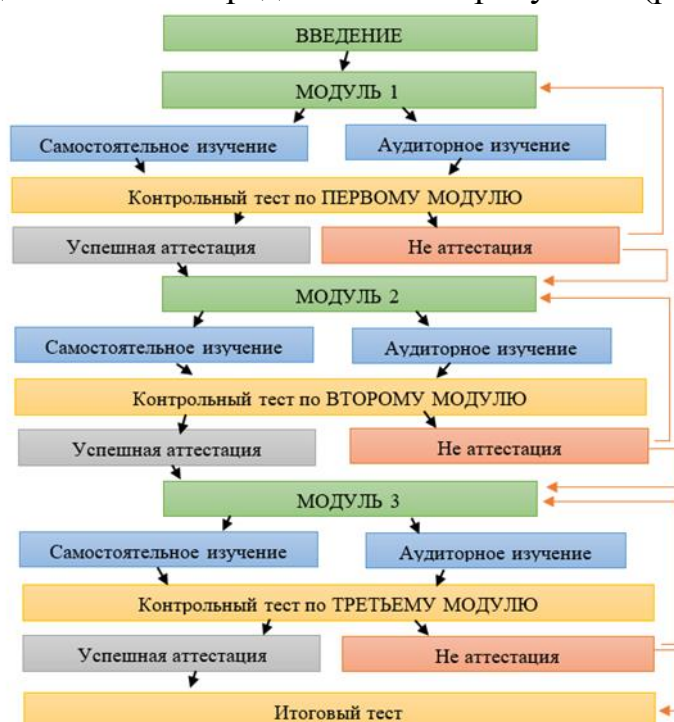 ВВЕДЕНИЕ
МОДУЛЬ 1
Самостоятельное изучение
Аудиторное изучение
Контрольный тест по ПЕРВОМУ МОДУЛЮ
Успешная аттестация
Не аттестация
МОДУЛЬ 2
Самостоятельное изучение
Аудиторное изучение
Контрольный тест по ВТОРОМУ МОДУЛЮ
Успешная аттестация
Не аттестация
МОДУЛЬ 3
Самостоятельное изучение
Аудиторное изучение
Контрольный тест по ТРЕТЬЕМУ МОДУЛЮ
Успешная аттестация
Не аттестация
Итоговый тест